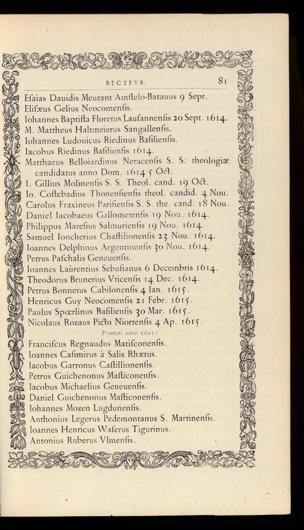 RECTEVR. 81
Eſaias Dauidis Meurant Amſtelo-Batauus 9 Sept.
Eliſæus Gelius Neocomenſis.
Iohannes Baptiſta Floretus Lauſannenſis 20 Sept. 1614.
M. Mattheus Haltmeierus Sangallenſis.
Iohannes Ludouicus Riedinus Baſilienſis.
Iacobus Riedinus Baſilienſis 1614.
Matthaeus Belloiardinus Neracenſis S. S. theologiæ
candidatus anno Dom. 1614 5 Oct.
I. Gillius Molinenſis S. S. Theol. cand. 19 Oct.
Io. Coſtebadius Thonenſienſis theol. candid. 4 Nou.
Carolus Fraxineus Pariſienſis S. S. the. cand. 18 Nou.
Daniel Iacobaeus Gallometenſis 19 Nou. 1614.
Philippus Mareſius Salmurienſis 19 Nou. 1614.
Samuel Ioncherius Chaſtillonenſis 23 Nou. 1614.
Ioannes Delphinus Argentinenſis 30 Nou. 1614.
Petrus Paſchalis Geneuenſis.
Ioannes Laurentius Sebuſianus 6 Decembris 1614.
Theodorus Brunerius Vticenſis 14 Dec. 1614.
Petrus Bonnetus Cabilonenſis 4 Ian. 1615.
Henricus Guy Neocomenſis 21 Febr. 1615.
Paulus Spœrlinus Baſilienſis 30 Mar. 1615.
Nicolaus Rozaus Picto Niortenſis 4 Ap. 1615.
Promoti anno 1615:
Franciſcus Regnaudus Matiſconenſis.
Ioannes Caſimirus à Salis Rhætus.
Iacobus Garronus Caſtillionenſis
Petrus Guichenonus Maſticonenſis.
Iacobus Michaelius Geneuenſis.
Daniel Guichenonus Maſticonenſis.
Iohannes Mozen Lugdunenſis.
Anthonius Legerus Pedemontanus S. Martinenſis.
Ioannes Henricus Waſerus Tigurinus.
Antonius Ruberus Vlmenſis.